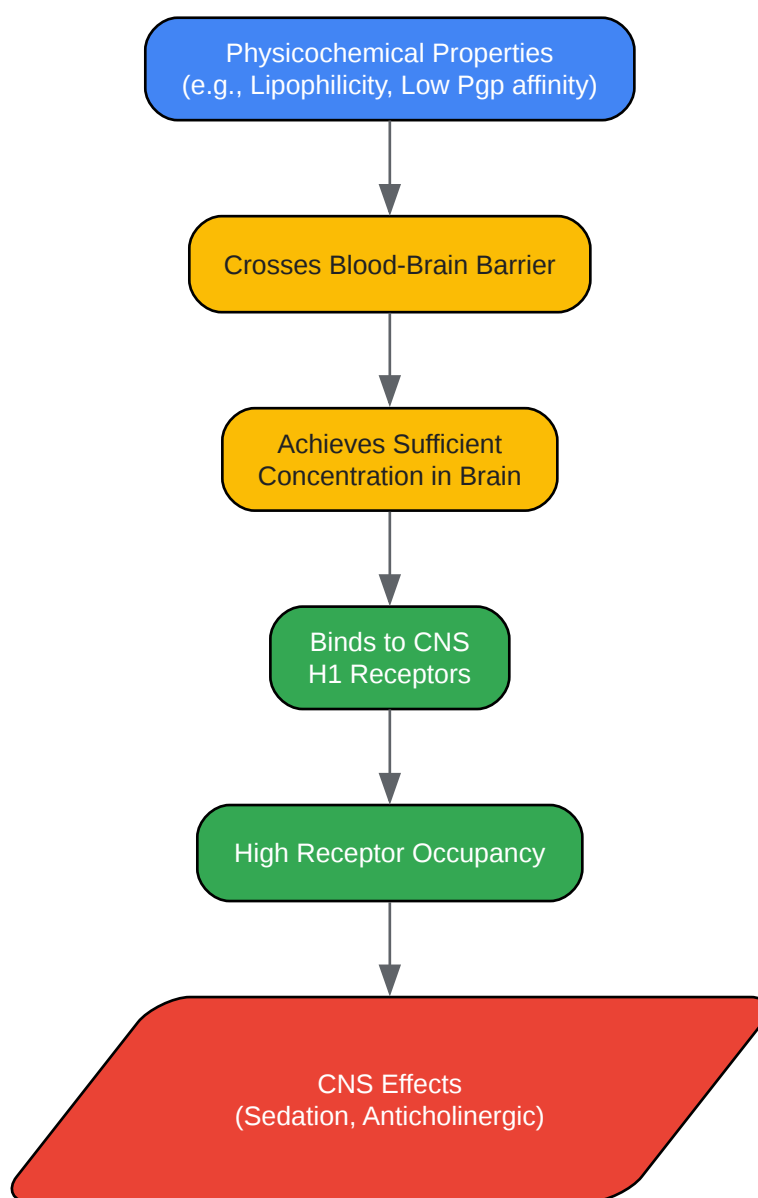 Physicochemical Properties
(e.g., Lipophilicity, Low Pgp affinity)
Crosses Blood-Brain Barrier
Achieves Sufficient
Concentration in Brain
Binds to CNS
H1 Receptors
High Receptor Occupancy
CNS Effects
(Sedation, Anticholinergic)